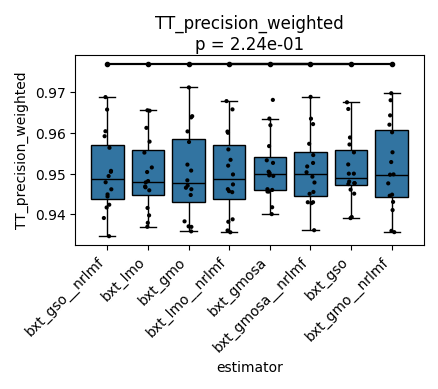 TT_precision_weighted
p = 2.24e-01
TT_precision_weighted
0.97
0.96
0.95
0.94
bxt_gso__nrlmf
bxt_lmo
bxt_gmo
bxt_lmo__nrlmf
bxt_gmosa
bxt_gmosa__nrlmf
bxt_gso
bxt_gmo__nrlmf
estimator